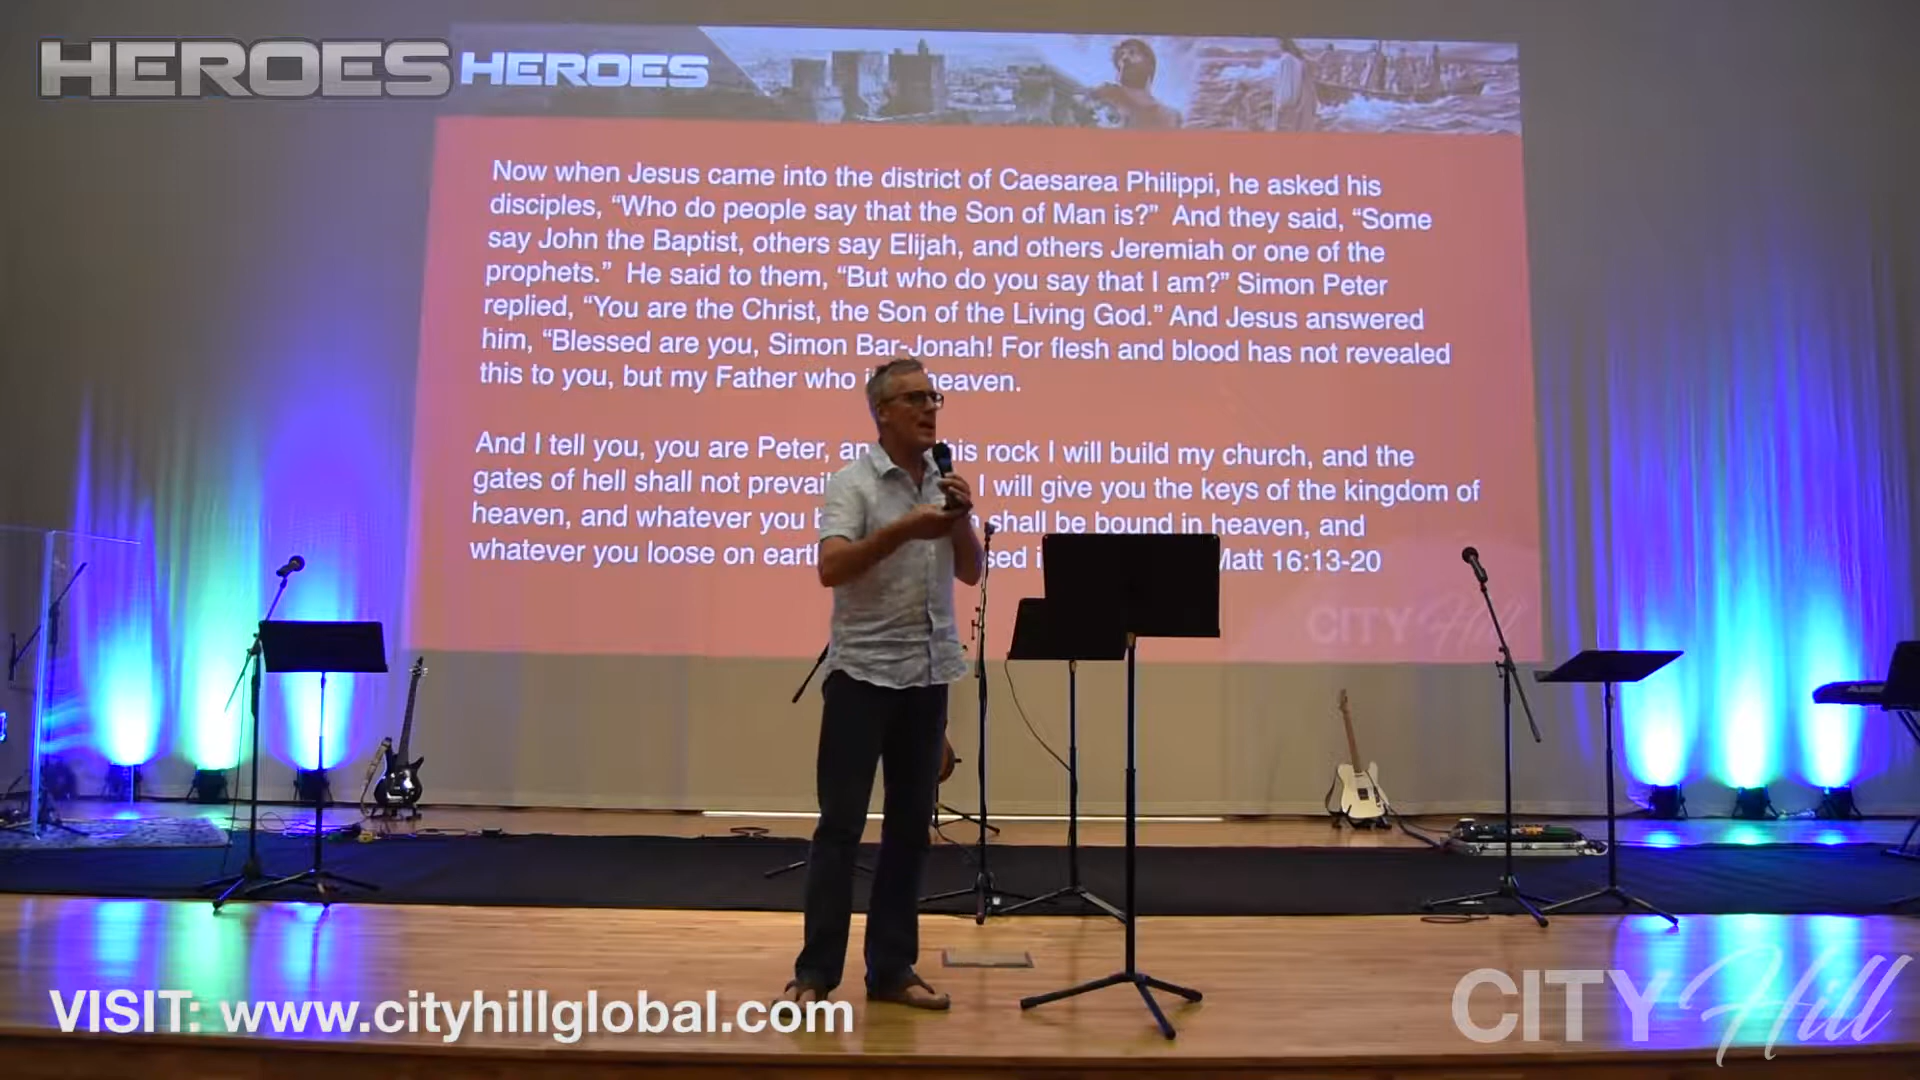 HEROES
HEROES
Now when Jesus came into the district of Caesarea Philippi, he asked his
disciples, “Who do people say that the Son of Man is?” And they said, “Some
say John the Baptist, others say Elijah, and others Jeremiah or one of the
prophets.” He said to them, “But who do you say that I am?” Simon Peter
replied, “You are the Christ, the Son of the Living God.” And Jesus answered
him, “Blessed are you, Simon Bar-Jonah! For flesh and blood has not revealed
this to you, but my Father who heaven.
And I tell you, you are Peter, rock I will build my church, and the
gates of hell shall not I will give you the keys of the kingdom of
heaven, and whatever you shall be bound in heaven, and
whatever you loose on Matt 16:13-20
CITY Hill
VISIT: www.cityhillglobal.com
CITY Hill